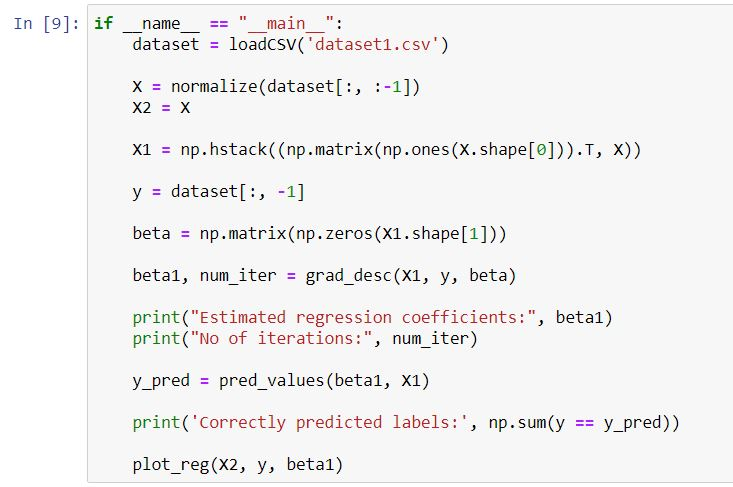 In [9]: if __name__ == "__main__":
    dataset = loadCSV('dataset1.csv')
    X = normalize(dataset[:, :-1])
    X2 = X
    X1 = np.hstack((np.matrix(np.ones(X.shape[0])).T, X))
    y = dataset[:, -1]
    beta = np.matrix(np.zeros(X1.shape[1]))
    beta1, num_iter = grad_desc(X1, y, beta)
    print("Estimated regression coefficients:", beta1)
    print("No of iterations:", num_iter)
    y_pred = pred_values(beta1, X1)
    print('Correctly predicted labels:', np.sum(y == y_pred))
    plot_reg(X2, y, beta1)